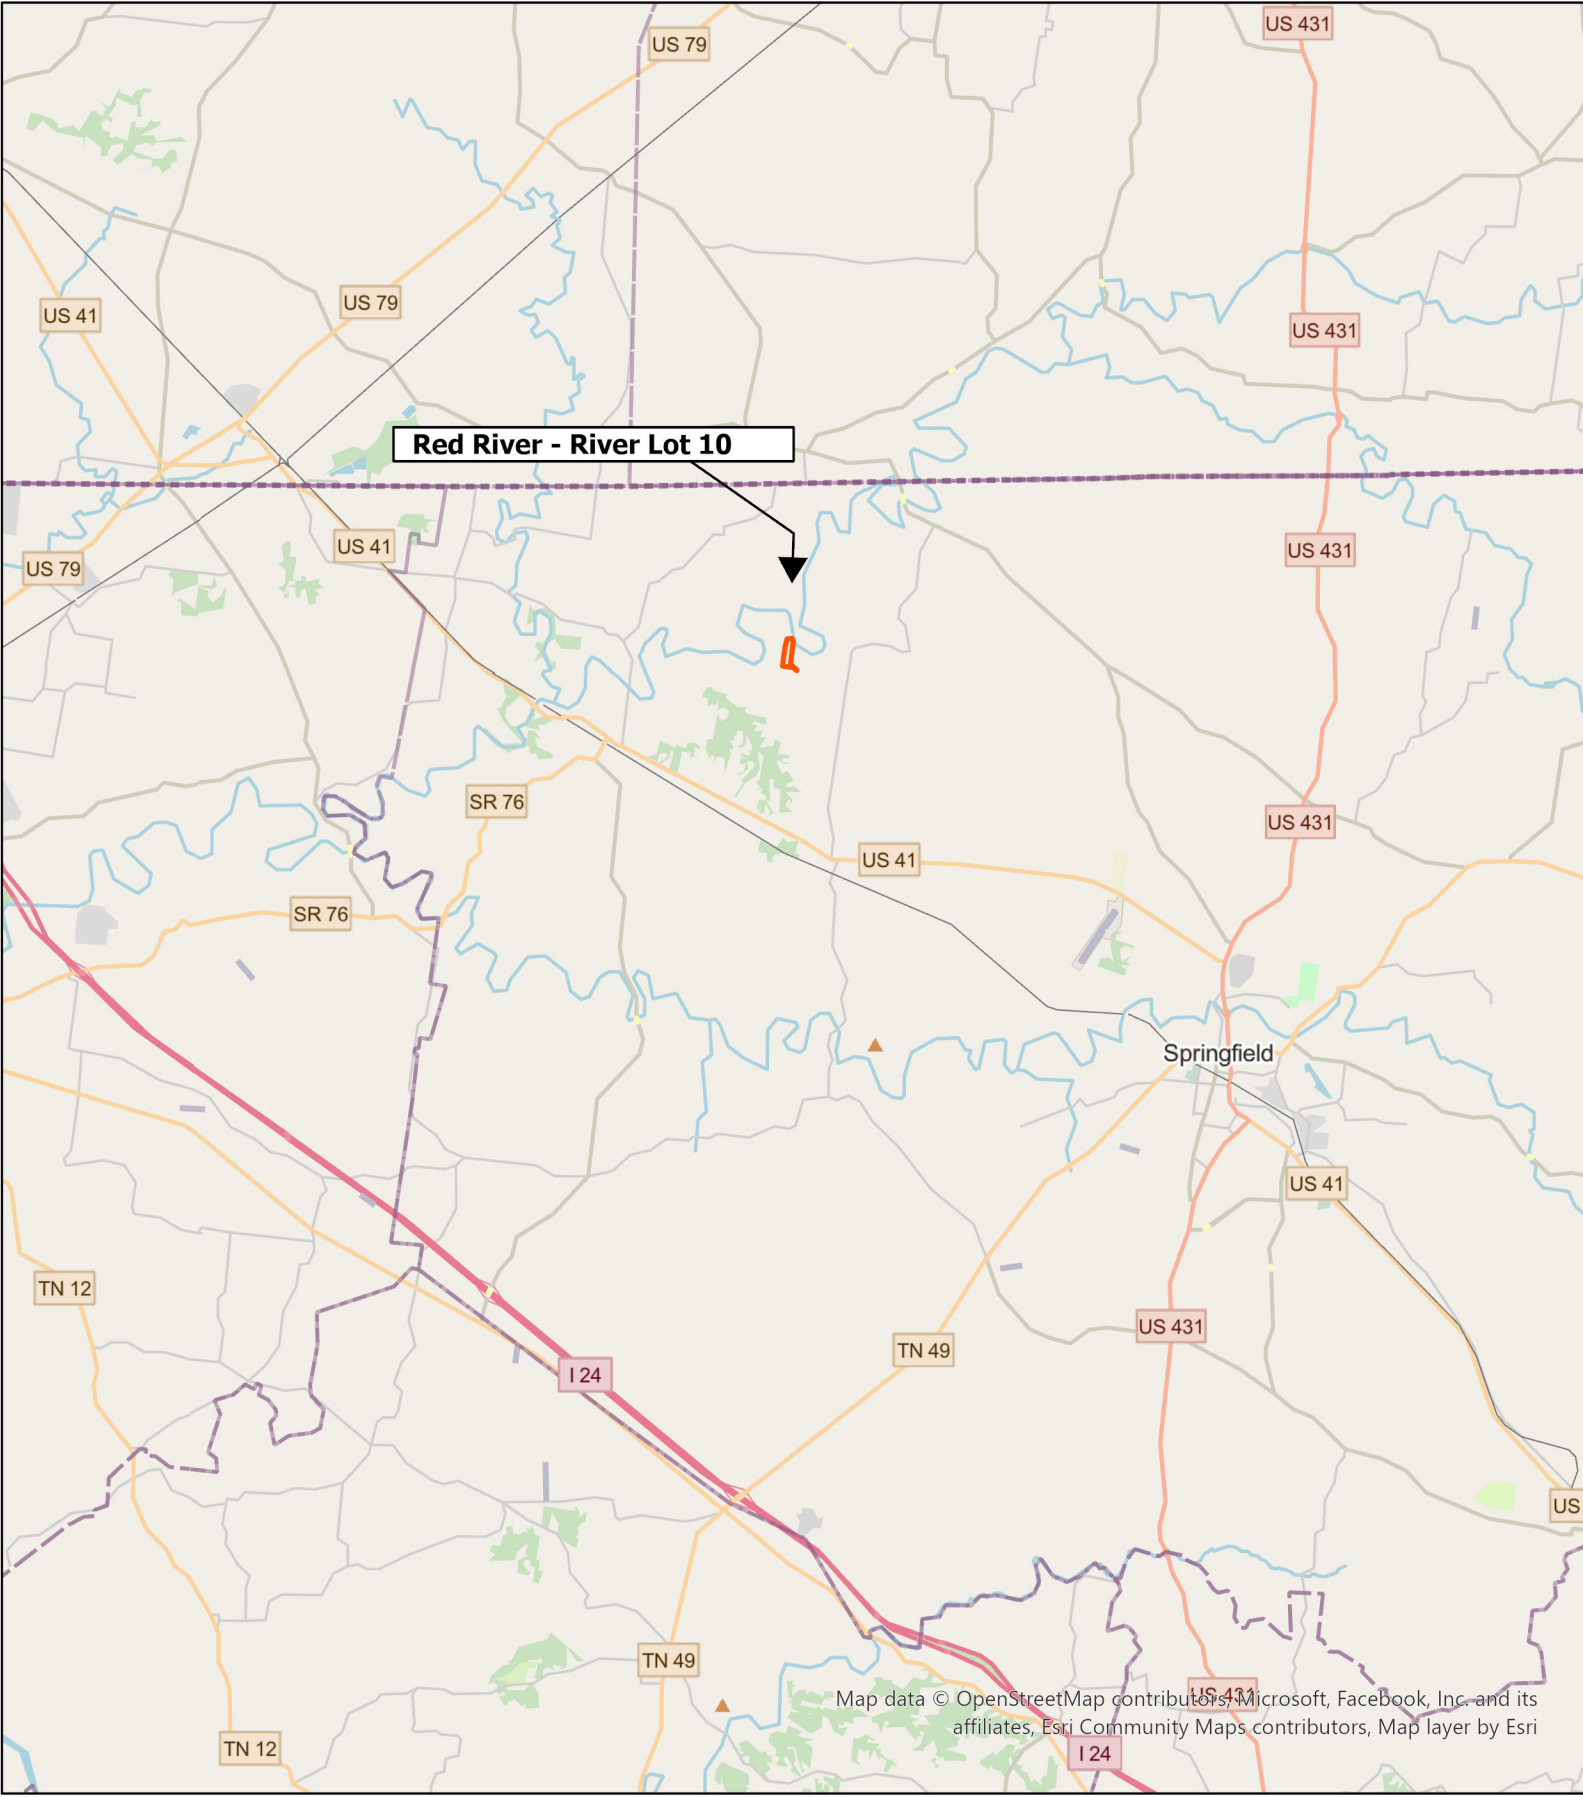 US 431
US 79
US 79
US 41
US 431
Red River - River Lot 10
US 41
US 431
US 79
SR 76
US 431
US 41
SR 76
Springfield
US 41
TN 12
US 431
TN 49
I 24
US
TN 49
US 431
Map data © OpenStreetMap contributors, Microsoft, Facebook, Inc. and its
affiliates, Esri Community Maps contributors, Map layer by Esri
TN 12
I 24